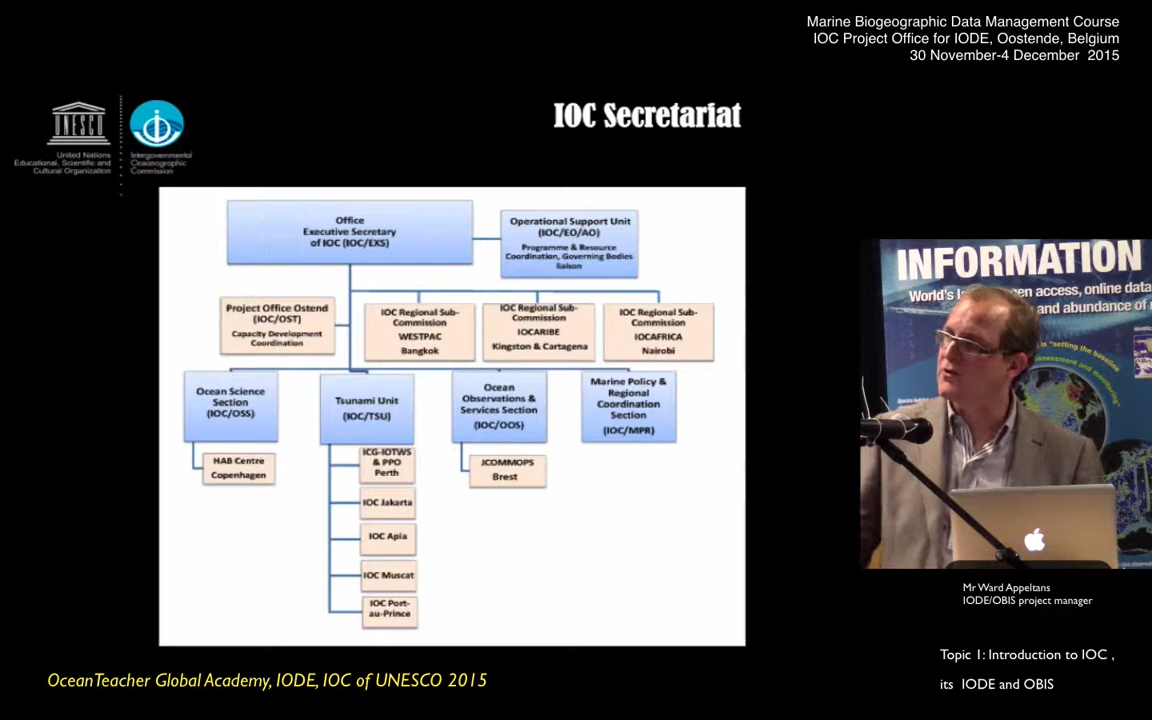 Marine Biogeographic Data Management Course
IOC Project Office for IODE, Oostende, Belgium
30 November-4 December 2015
UNESCO
United Nations
Educational, Scientific and
Cultural Organization
Intergovernmental
Oceanographic
Commission
IOC Secretariat
Office
Executive Secretary
of IOC (IOC/EXS)
Operational Support Unit
(IOC/EO/AO)
Programme & Resource
Coordination, Governing Bodies
liaison
Project Office Ostend
(IOC/OST)
Capacity Development
Coordination
IOC Regional Sub-
Commission
WESTPAC
Bangkok
IOC Regional Sub-
Commission
IOCARIBE
Kingston & Cartagena
IOC Regional Sub-
Commission
IOCAFRICA
Nairobi
Ocean Science
Section
(IOC/OSS)
Tsunami Unit
(IOC/TSU)
Ocean
Observations &
Services Section
(IOC/OOS)
Marine Policy &
Regional
Coordination
Section
(IOC/MPR)
HAB Centre
Copenhagen
ICG-IOTWS
& PPO
Perth
IOC Jakarta
IOC Apia
IOC Muscat
IOC Port-
au-Prince
JCOMMOPS
Brest
INFORMATION
World's open access, online data
and abundance of
is "setting the baseline
assessment and monitoring"
Mr Ward Appeltans
IODE/OBIS project manager
Topic 1: Introduction to IOC ,
its IODE and OBIS
OceanTeacher Global Academy, IODE, IOC of UNESCO 2015